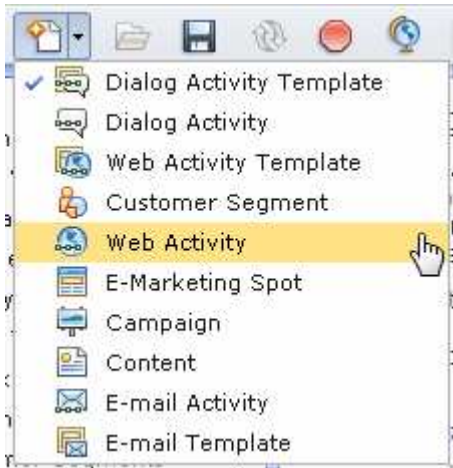 Dialog Activity Template
Dialog Activity
Web Activity Template
Customer Segment
Web Activity
E-Marketing Spot
Campaign
Content
E-mail Activity
E-mail Template